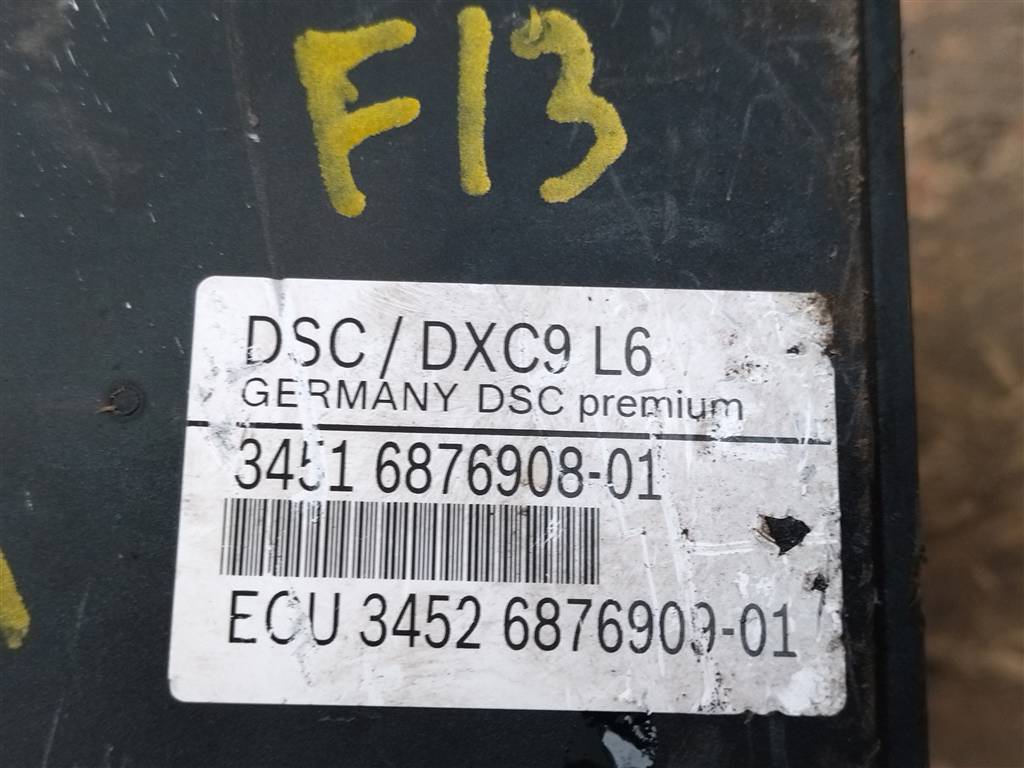 F13
DSC / DXC9 L6
GERMANY DSC premium
3451 6876908-01
ECU 3452 6876909-01